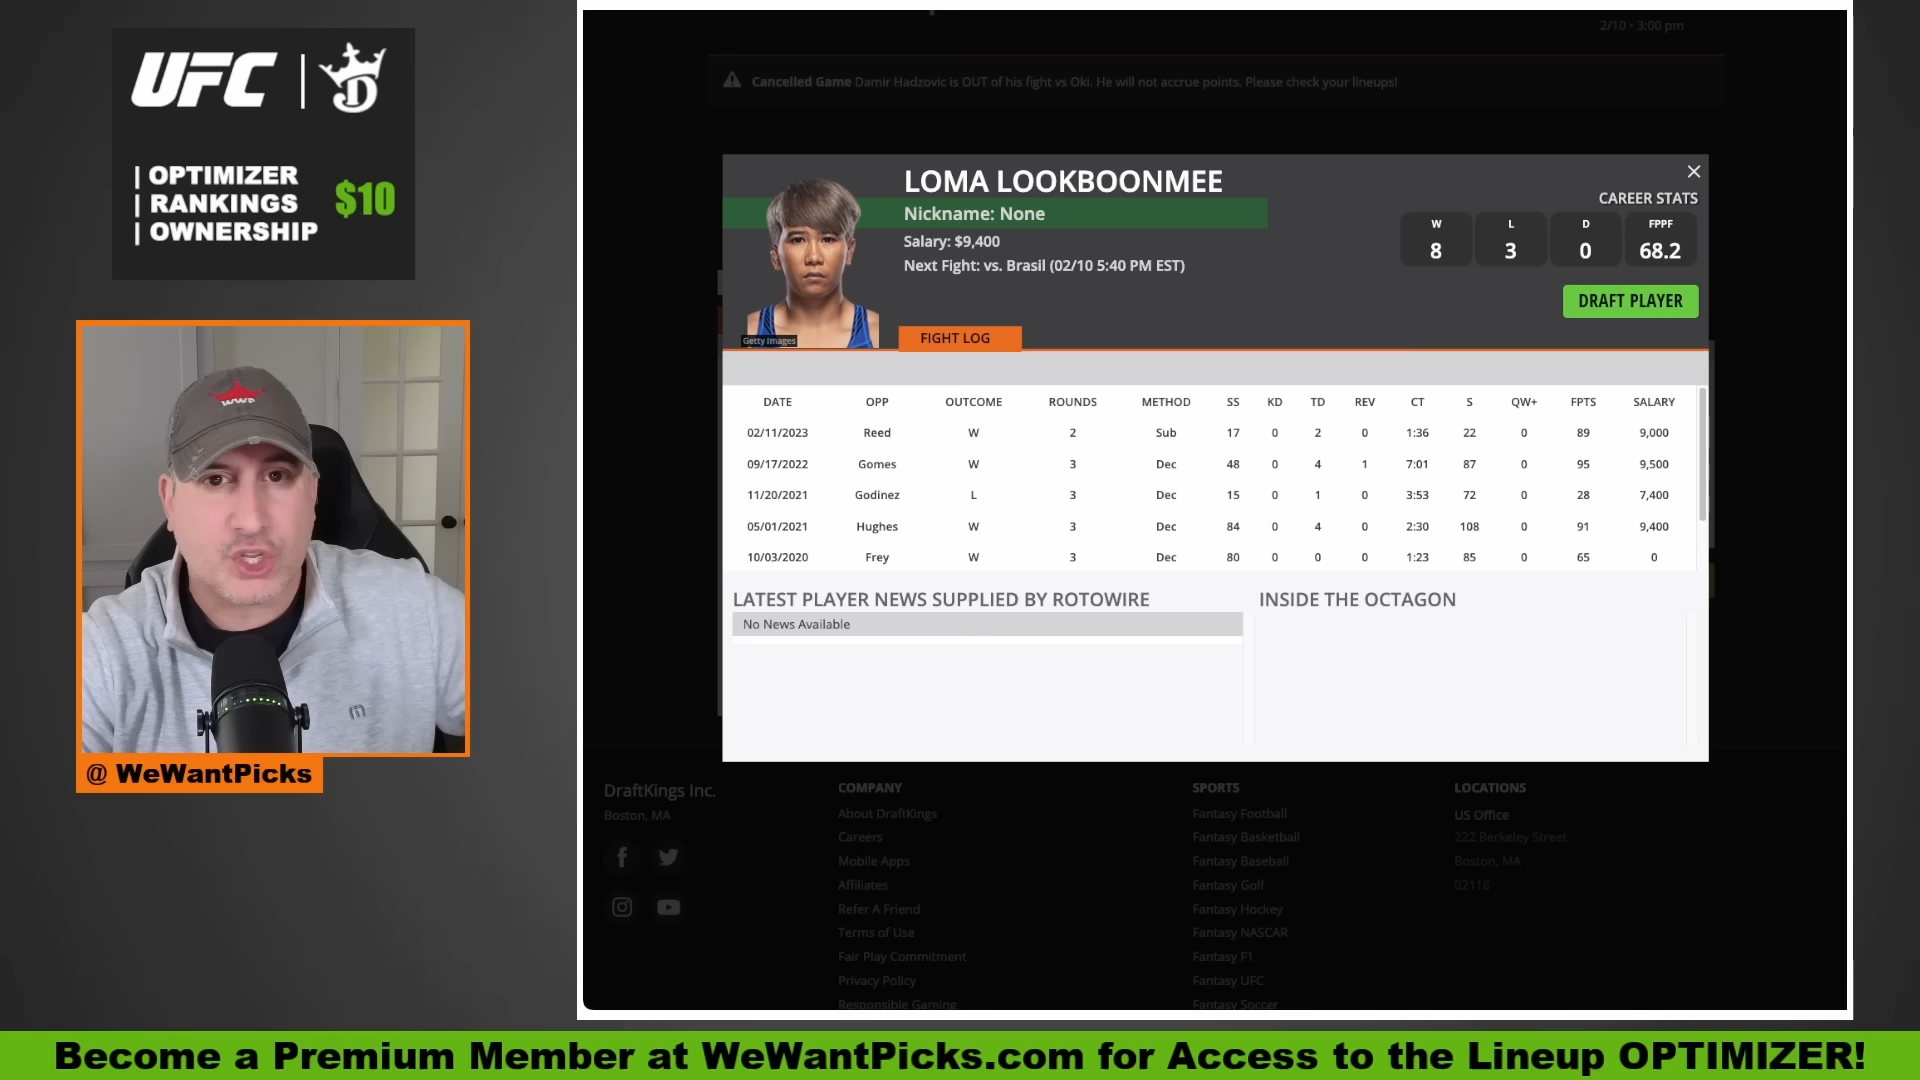 UFC
D
| OPTIMIZER
| RANKINGS
| OWNERSHIP
$10
WWP
@ WeWantPicks
2/10 • 3:00 pm
Cancelled Game Damir Hadzovic is OUT of his fight vs Oki. He will not accrue points. Please check your lineups!
LOMA LOOKBOONMEE
Nickname: None
Salary: $9,400
Next Fight: vs. Brasil (02/10 5:40 PM EST)
CAREER STATS
W L D FPPF
8 3 0 68.2
DRAFT PLAYER
Getty Images
FIGHT LOG
DATE OPP OUTCOME ROUNDS METHOD SS KD TD REV CT S QW+ FPTS SALARY
02/11/2023 Reed W 2 Sub 17 0 2 0 1:36 22 0 89 9,000
09/17/2022 Gomes W 3 Dec 48 0 4 1 7:01 87 0 95 9,500
11/20/2021 Godinez L 3 Dec 15 0 1 0 3:53 72 0 28 7,400
05/01/2021 Hughes W 3 Dec 84 0 4 0 2:30 108 0 91 9,400
10/03/2020 Frey W 3 Dec 80 0 0 0 1:23 85 0 65 0
LATEST PLAYER NEWS SUPPLIED BY ROTOWIRE
No News Available
INSIDE THE OCTAGON
DraftKings Inc.
Boston, MA
COMPANY
About DraftKings
Careers
Mobile Apps
Affiliates
Refer A Friend
Terms of Use
Fair Play Commitment
Privacy Policy
Responsible Gaming
SPORTS
Fantasy Football
Fantasy Basketball
Fantasy Baseball
Fantasy Golf
Fantasy Hockey
Fantasy NASCAR
Fantasy F1
Fantasy UFC
Fantasy Soccer
LOCATIONS
US Office
222 Berkeley Street
Boston, MA
02116
Become a Premium Member at WeWantPicks.com for Access to the Lineup OPTIMIZER!